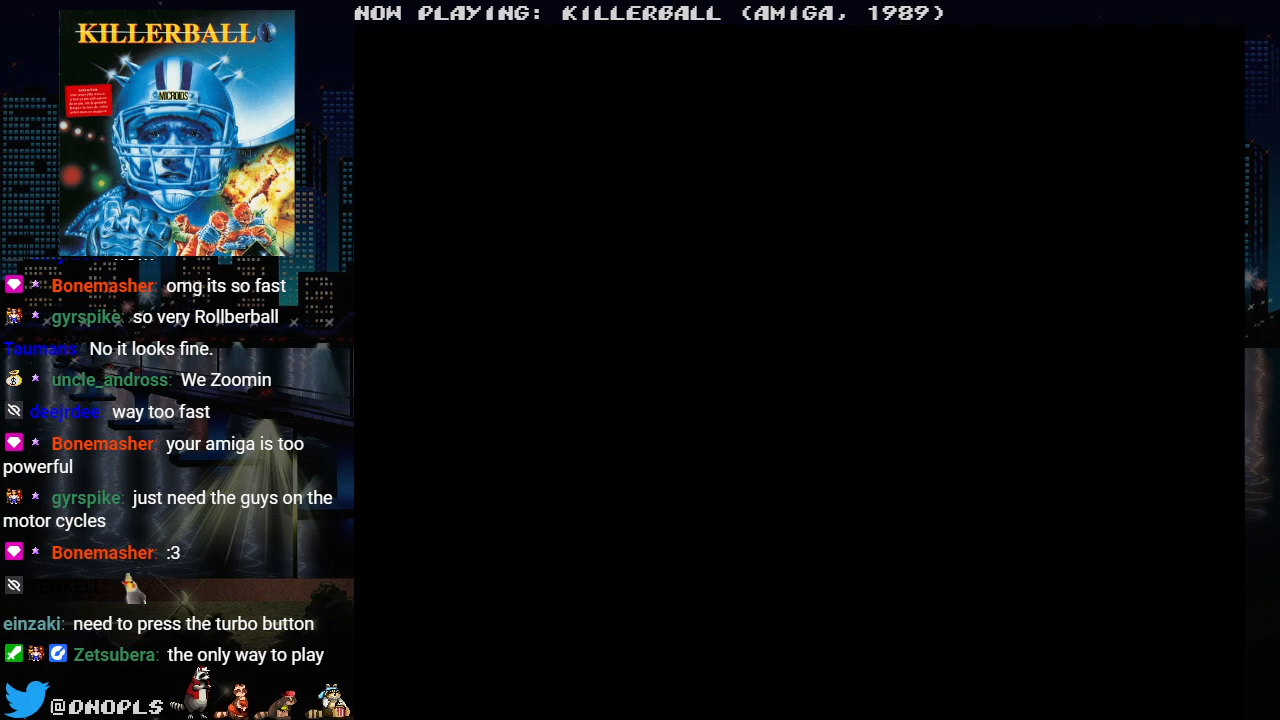 NOW PLAYING: KILLERBALL (AMIGA, 1989)
KILLERBALL
MICROIDS
Bonemasher: omg its so fast
gyrspike: so very Rollberball
Taumans No it looks fine.
uncle_andross: We Zoomin
deejrdee way too fast
Bonemasher: your amiga is too
powerful
gyrspike: just need the guys on the
motor cycles
Bonemasher: :3
einzaki: need to press the turbo button
Zetsubera: the only way to play
@ONOPLS